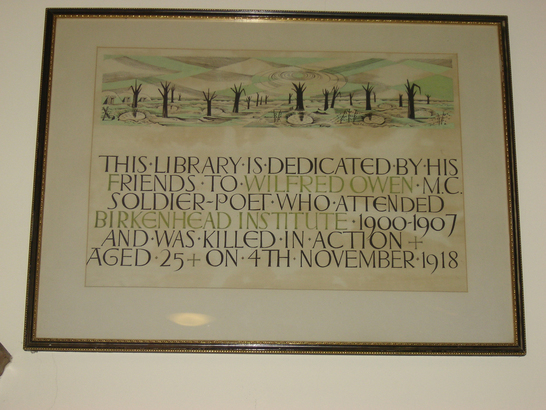 THIS·LIBRARY·IS·DEDICATED·BY·HIS
FRIENDS·TO·WILFRED OWEN·M.C.
SOLDIER-POET·WHO·ATTENDED
BIRKENHEAD INSTITUTE·1900-1907
AND·WAS·KILLED·IN·ACTION +
AGED·25+ON·4TH·NOVEMBER·1918